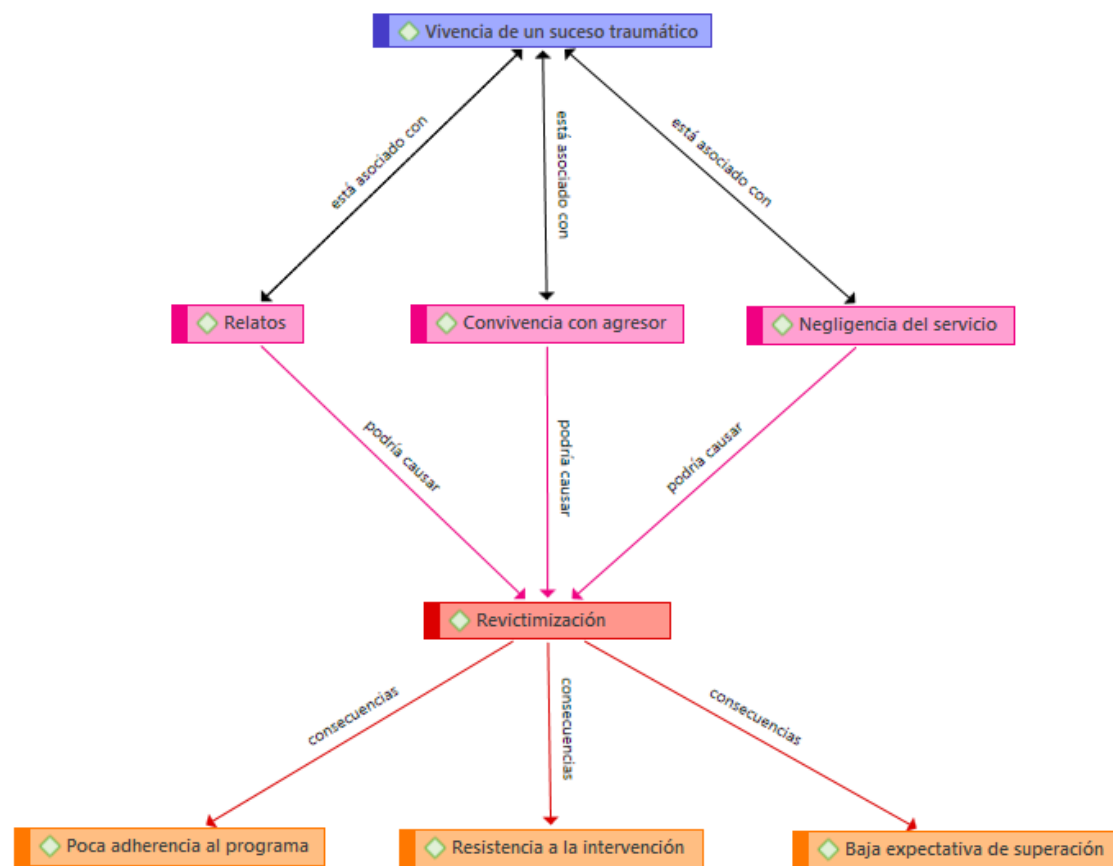 Vivencia de un suceso traumático
está asociado con
está asociado con
está asociado con
Relatos
Convivencia con agresor
Negligencia del servicio
podría causar
podría causar
podría causar
Revictimización
consecuencias
consecuencias
consecuencias
Poca adherencia al programa
Resistencia a la intervención
Baja expectativa de superación